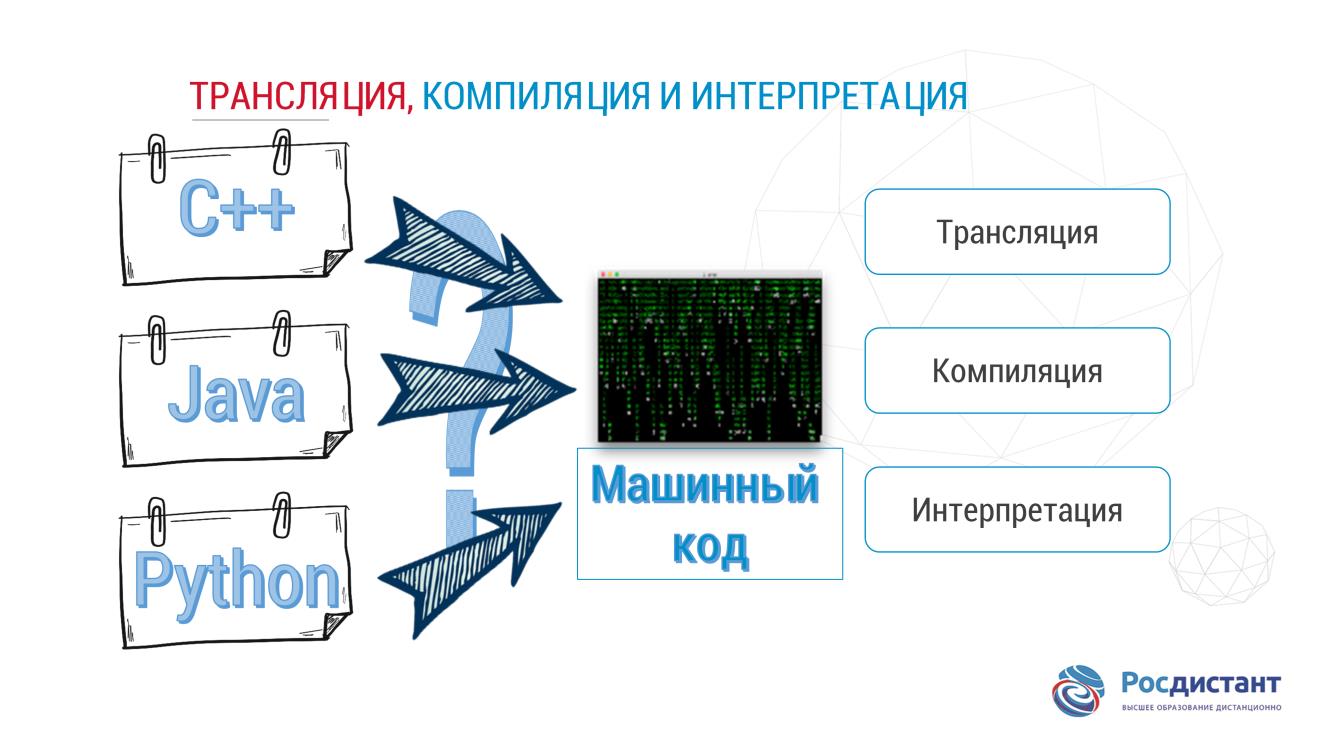 ТРАНСЛЯЦИЯ, КОМПИЛЯЦИЯ И ИНТЕРПРЕТАЦИЯ
C++
Java
Python
?
Машинный
код
Трансляция
Компиляция
Интерпретация
Росдистант
ВЫСШЕЕ ОБРАЗОВАНИЕ ДИСТАНЦИОННО